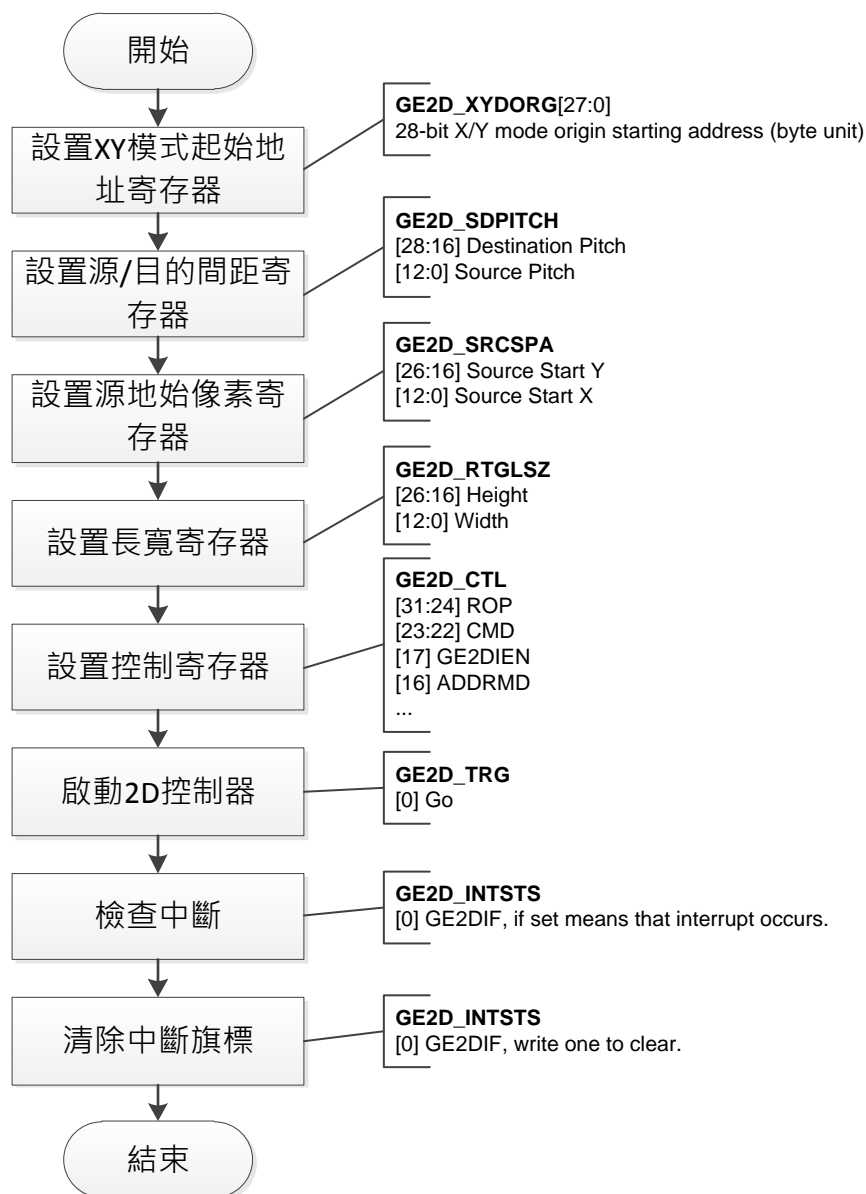 開始
設置XY模式起始地
址寄存器
GE2D_XYDORG[27:0]
28-bit X/Y mode origin starting address (byte unit)
設置源/目的間距寄
存器
GE2D_SDPITCH
[28:16] Destination Pitch
[12:0] Source Pitch
設置源地始像素寄
存器
GE2D_SRCSPA
[26:16] Source Start Y
[12:0] Source Start X
設置長寬寄存器
GE2D_RTGLSZ
[26:16] Height
[12:0] Width
設置控制寄存器
GE2D_CTL
[31:24] ROP
[23:22] CMD
[17] GE2DIEN
[16] ADDRMD
...
啟動2D控制器
GE2D_TRG
[0] Go
檢查中斷
GE2D_INTSTS
[0] GE2DIF, if set means that interrupt occurs.
清除中斷旗標
GE2D_INTSTS
[0] GE2DIF, write one to clear.
結束